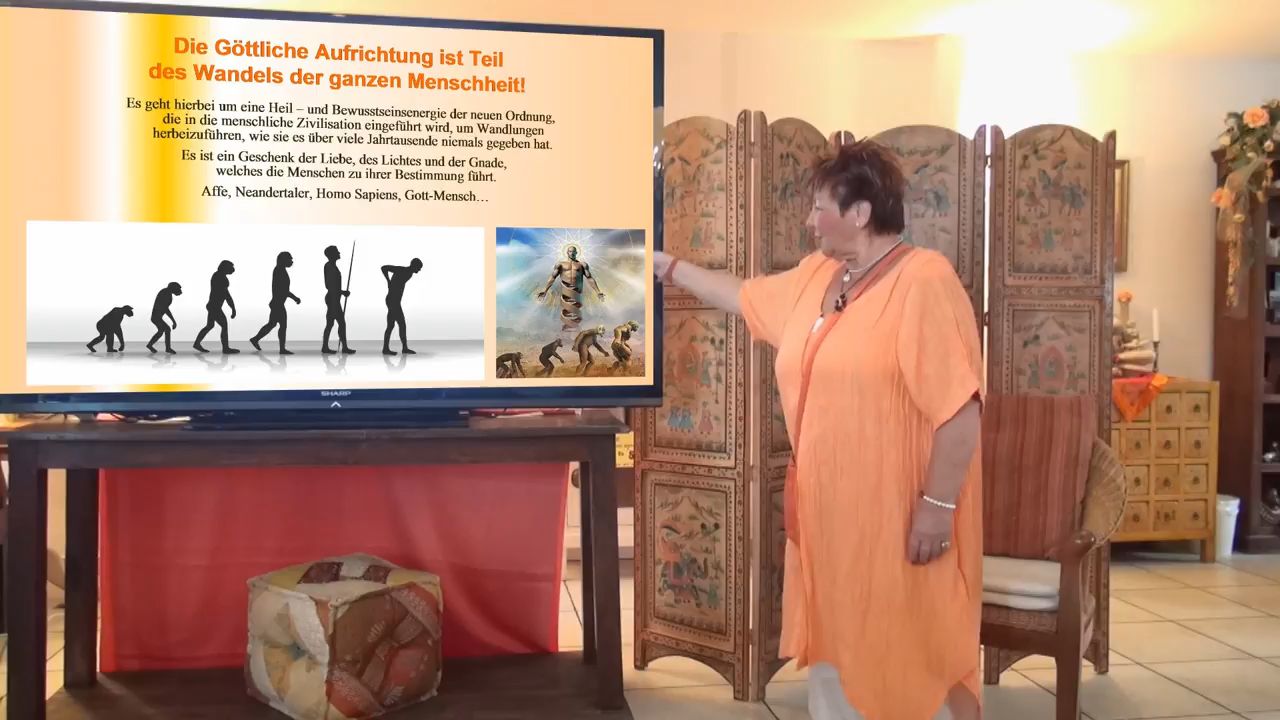 Die Göttliche Aufrichtung ist Teil
des Wandels der ganzen Menschheit!
Es geht hierbei um eine Heil – und Bewusstseinsenergie der neuen Ordnung,
die in die menschliche Zivilisation eingeführt wird, um Wandlungen
herbeizuführen, wie sie es über viele Jahrtausende niemals gegeben hat.
Es ist ein Geschenk der Liebe, des Lichtes und der Gnade,
welches die Menschen zu ihrer Bestimmung führt.
Affe, Neandertaler, Homo Sapiens, Gott-Mensch…
SHARP